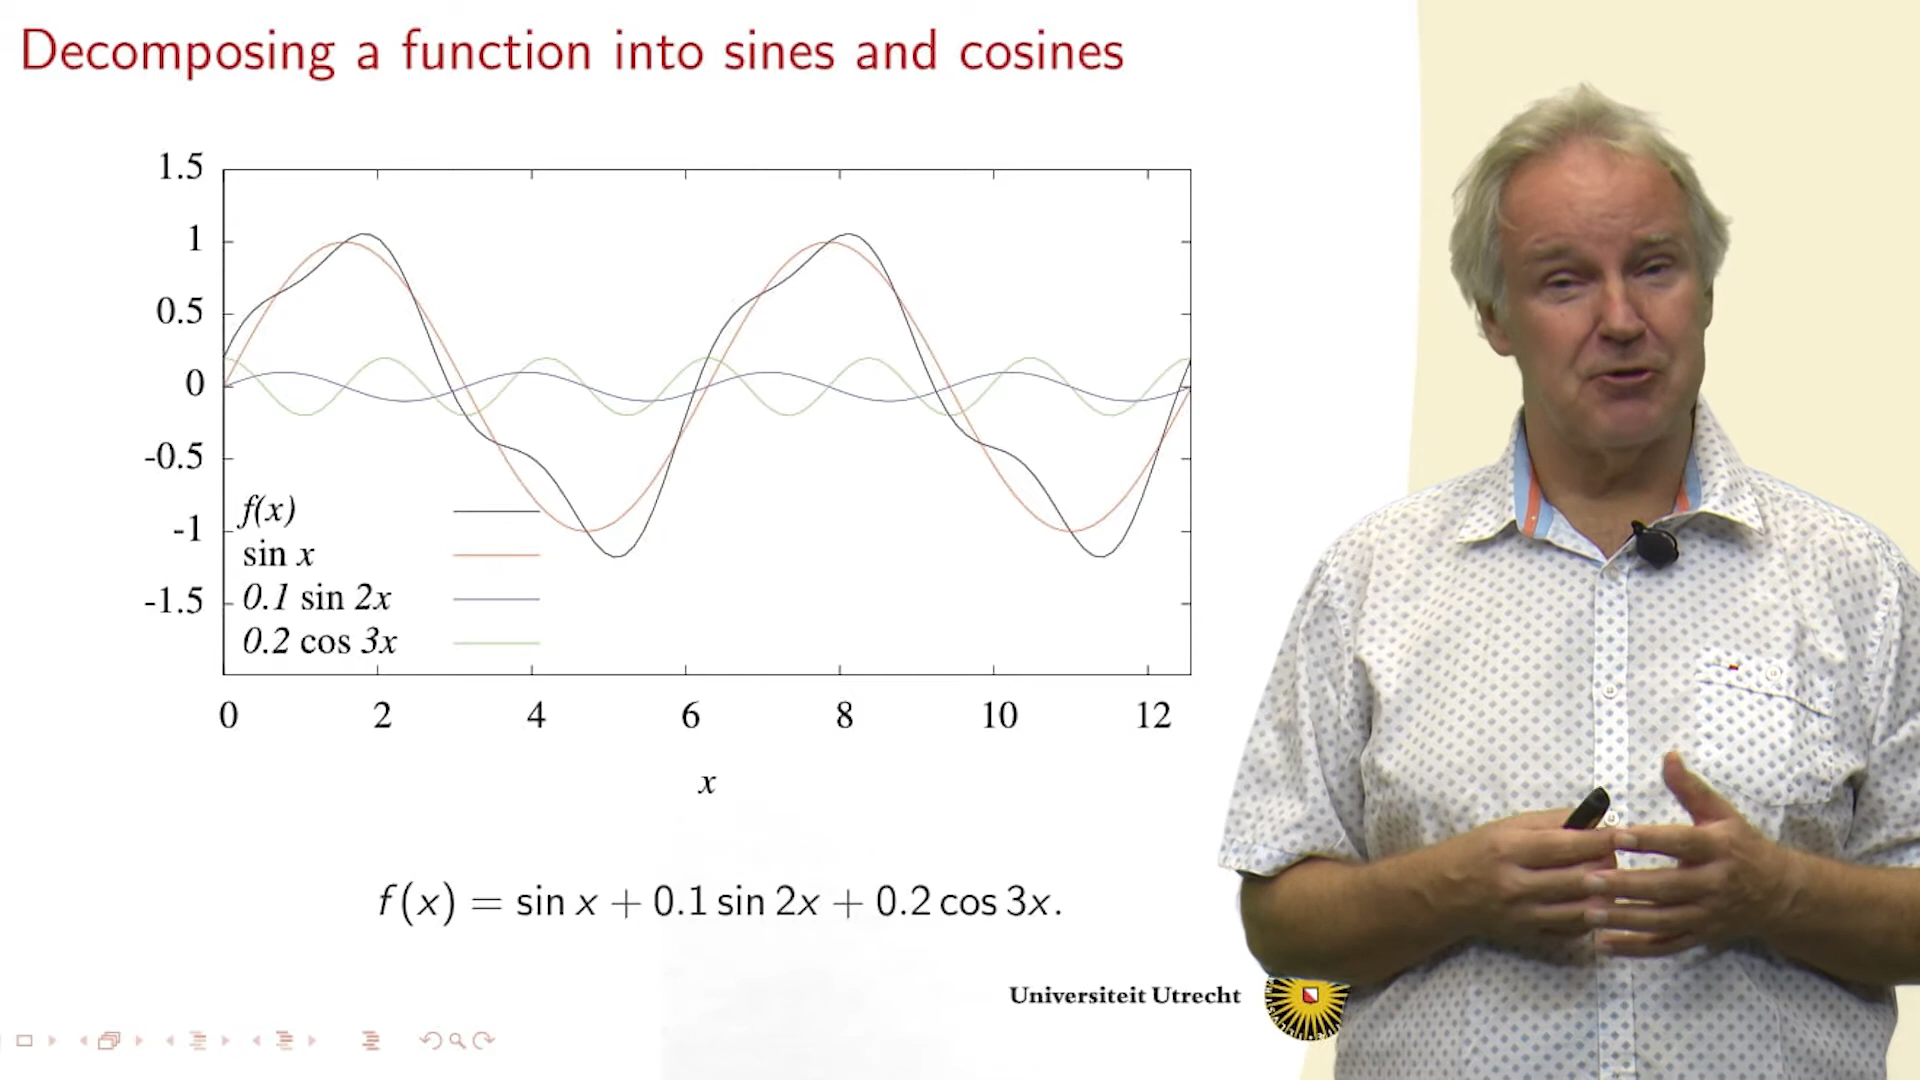 Decomposing a function into sines and cosines
1.5
1
0.5
0
-0.5
-1
-1.5
f(x)
sin x
0.1 sin 2x
0.2 cos 3x
0 2 4 6 8 10 12
x
f(x) = sin x + 0.1 sin 2x + 0.2 cos 3x.
Universiteit Utrecht